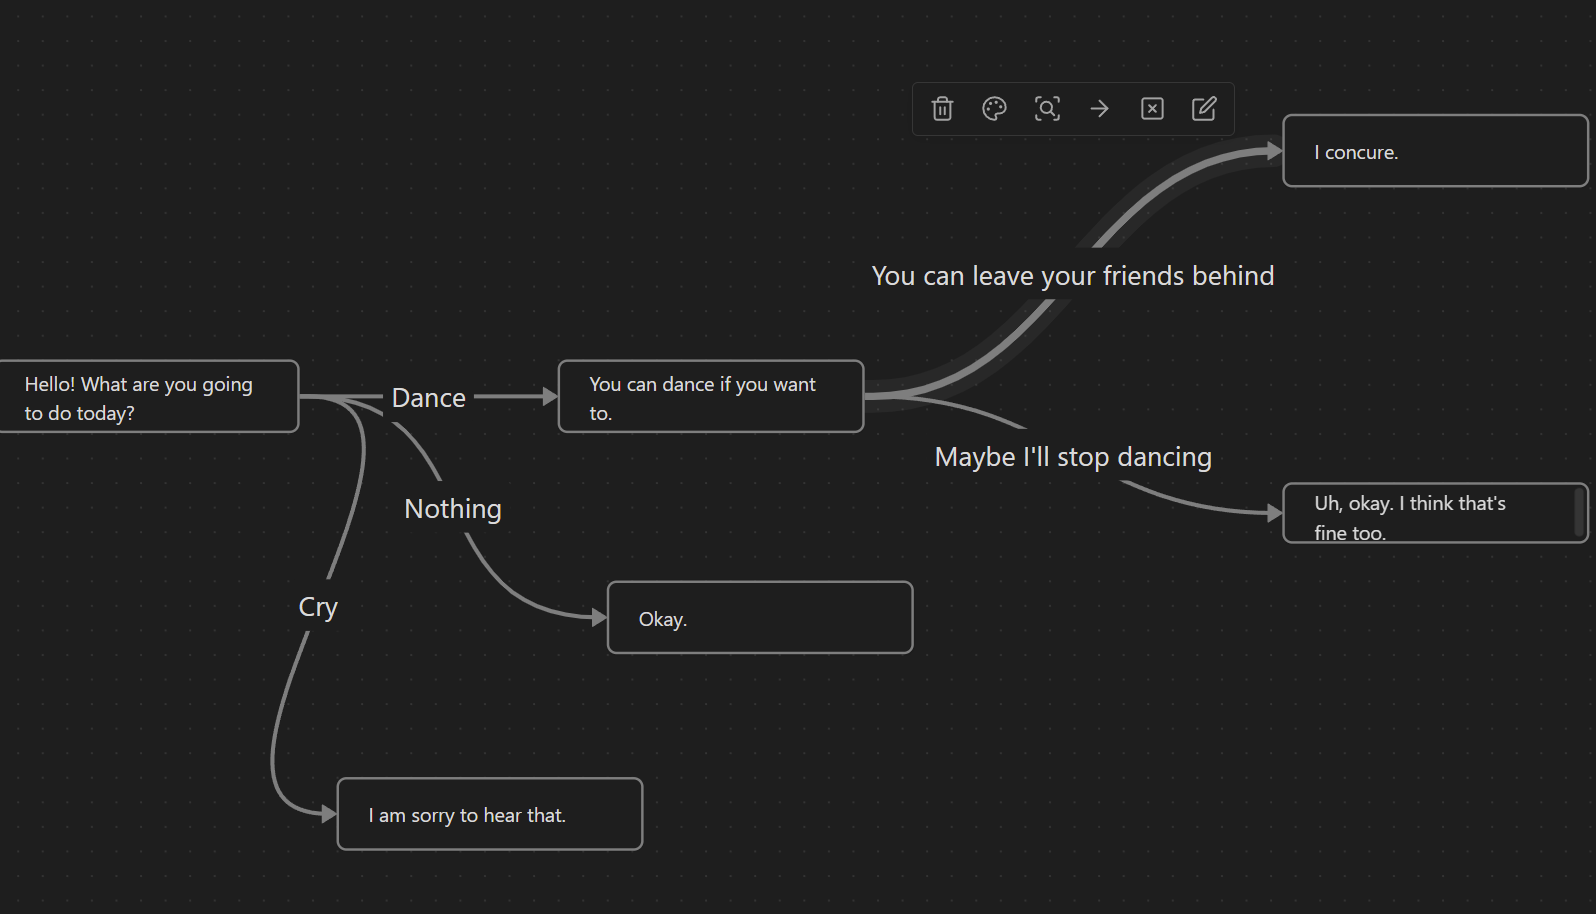 I concure.
You can leave your friends behind
Hello! What are you going
to do today?
Dance
You can dance if you want
to.
Maybe I'll stop dancing
Nothing
Uh, okay. I think that's
fine too.
Cry
Okay.
I am sorry to hear that.